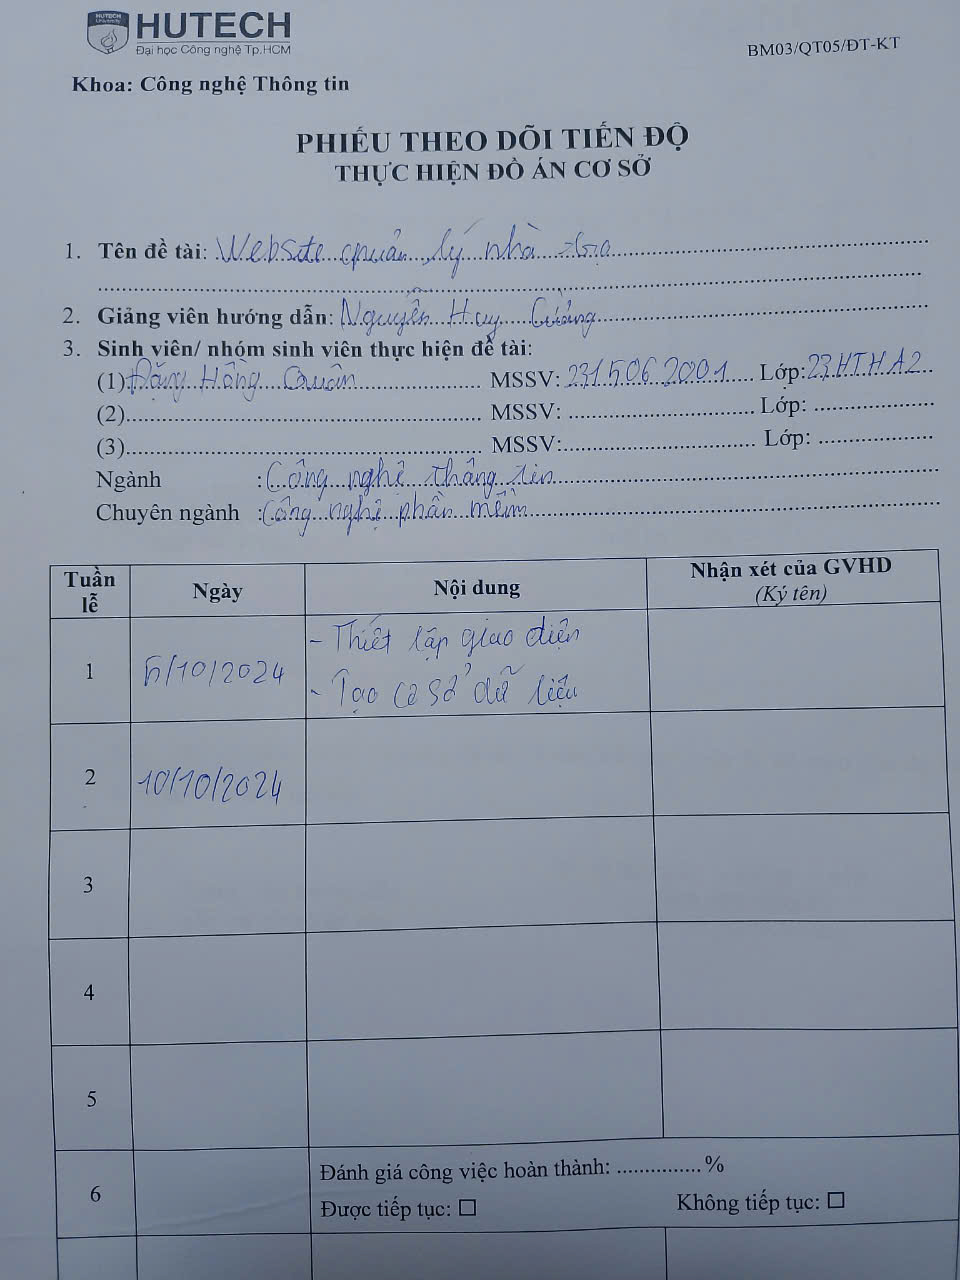 HUTECH University
HUTECH
Đại học Công nghệ Tp.HCM
BM03/QT05/ĐT-KT
Khoa: Công nghệ Thông tin
PHIẾU THEO DÕI TIẾN ĐỘ
THỰC HIỆN ĐỒ ÁN CƠ SỞ
1. Tên đề tài: Website quản lý nhà trọ
2. Giảng viên hướng dẫn: Nguyễn Huy Cường
3. Sinh viên/ nhóm sinh viên thực hiện đề tài:
(1) Đặng Hồng Quân MSSV: 2315062001 Lớp: 23HTHA2
(2) MSSV: Lớp:
(3) MSSV: Lớp:
Ngành : Công nghệ thông tin
Chuyên ngành : Công nghệ phần mềm
Tuần lễ Ngày Nội dung Nhận xét của GVHD (Ký tên)
1 5/10/2024 - Thiết lập giao diện
- Tạo cơ sở dữ liệu
2 10/10/2024
3
4
5
6 Đánh giá công việc hoàn thành: ...............%
Được tiếp tục: ☐ Không tiếp tục: ☐